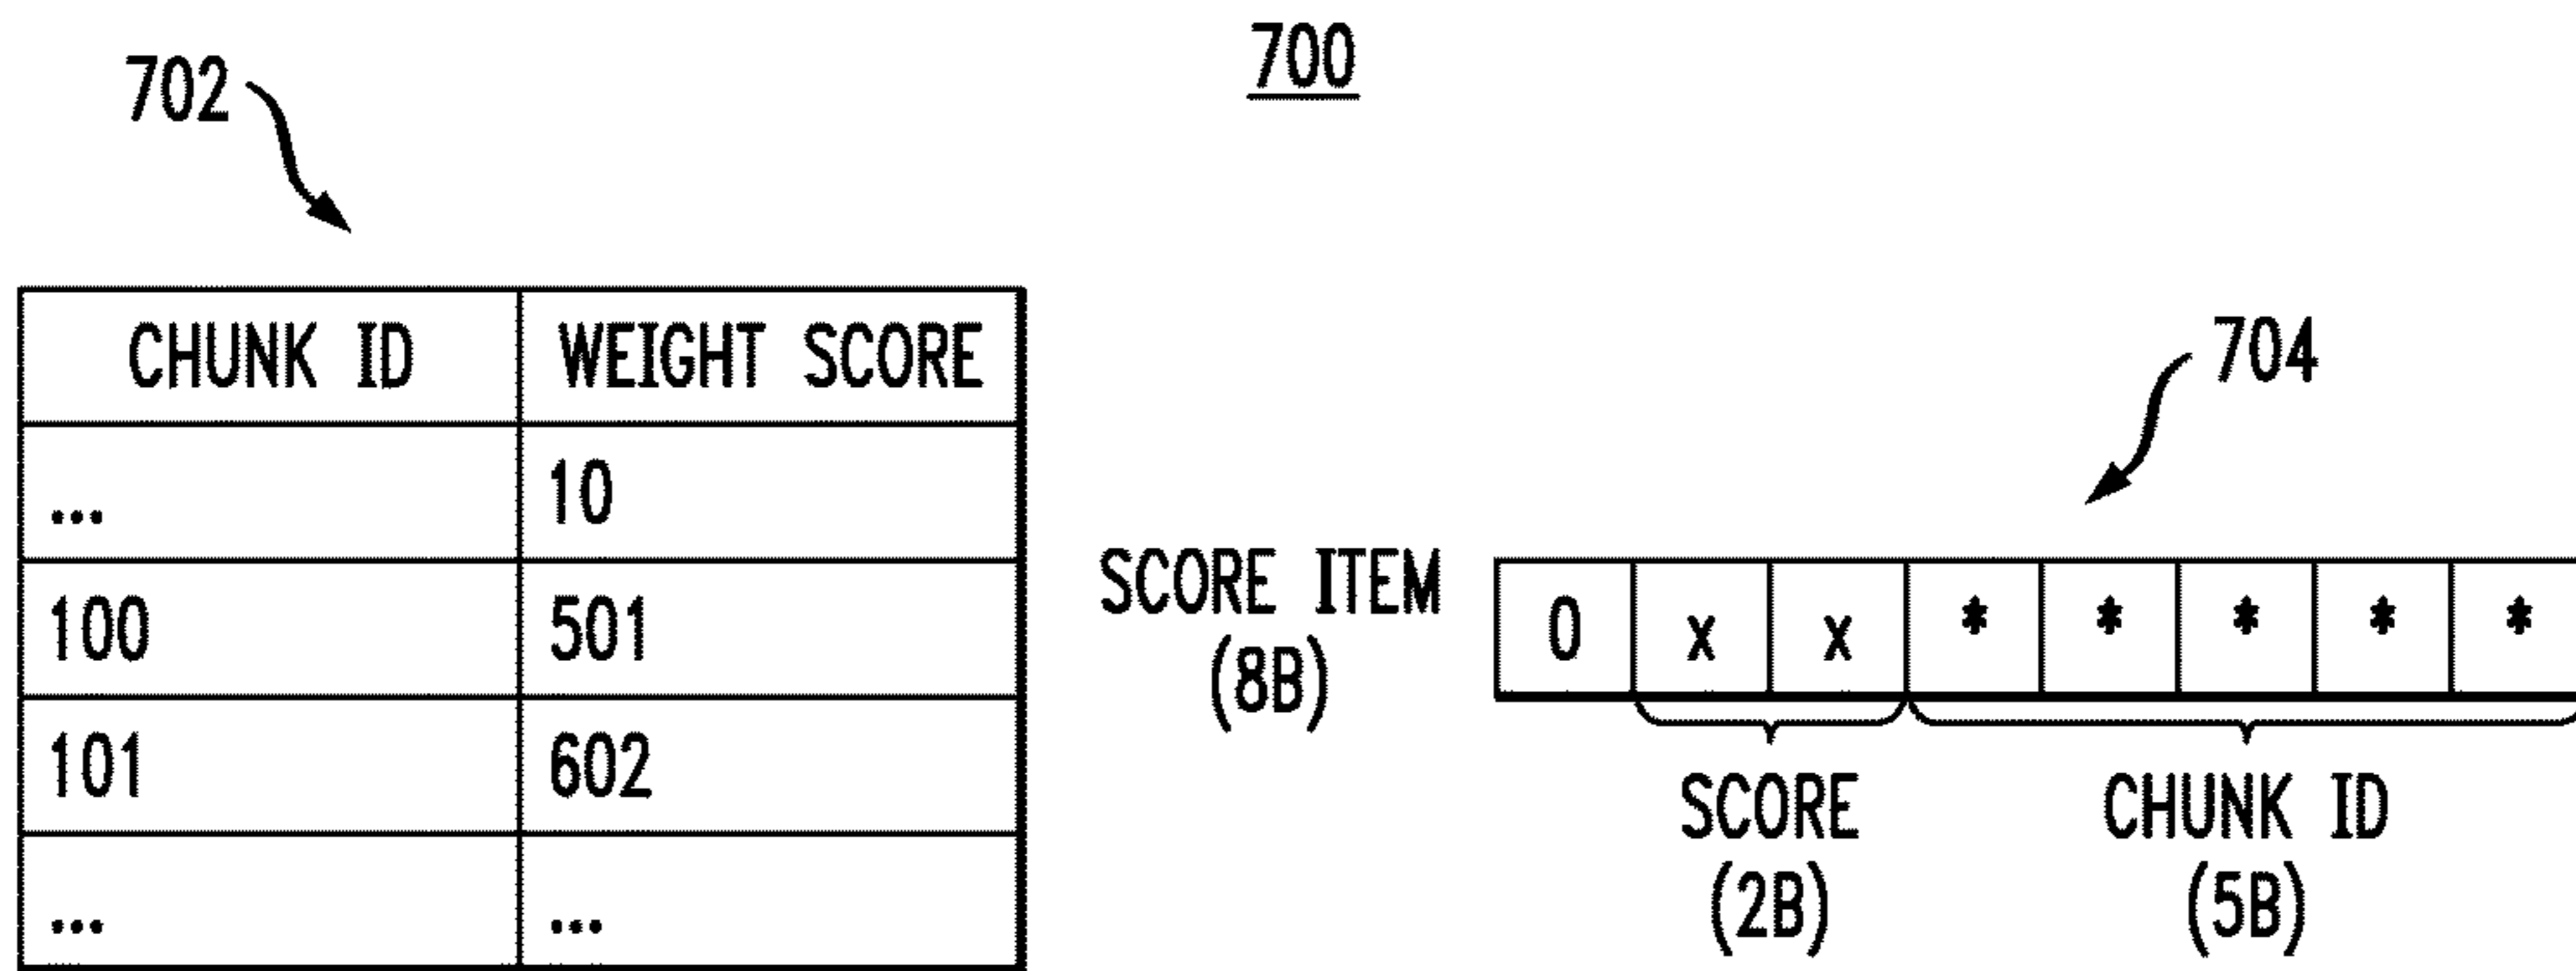 700
702
CHUNK ID WEIGHT SCORE
... 10
100 501
101 602
... ...
704
SCORE ITEM
(8B)
0 x x * * * * *
SCORE
(2B)
CHUNK ID
(5B)